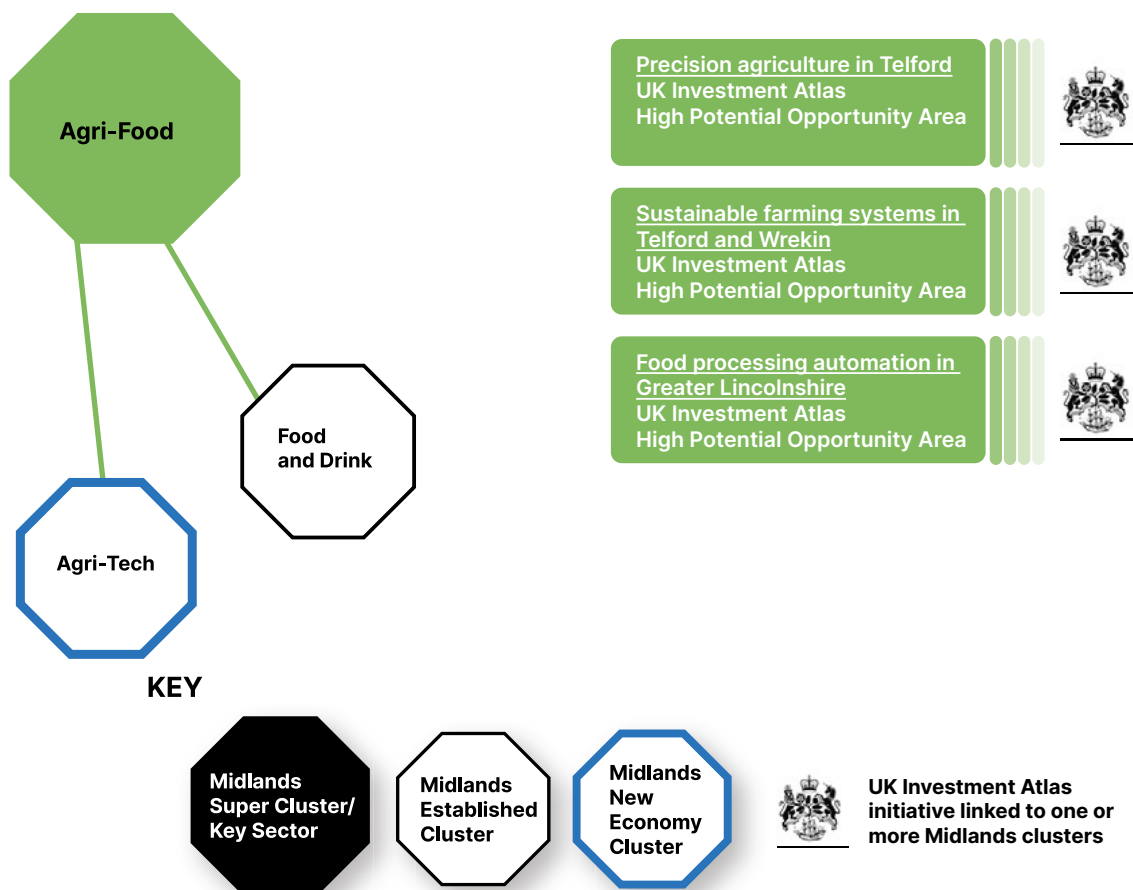 Agri-Food
Precision agriculture in Telford
UK Investment Atlas
High Potential Opportunity Area
Sustainable farming systems in
Telford and Wrekin
UK Investment Atlas
High Potential Opportunity Area
Food processing automation in
Greater Lincolnshire
UK Investment Atlas
High Potential Opportunity Area
Food
and Drink
Agri-Tech
KEY
Midlands
Super Cluster/
Key Sector
Midlands
Established
Cluster
Midlands
New
Economy
Cluster
UK Investment Atlas
initiative linked to one or
more Midlands clusters